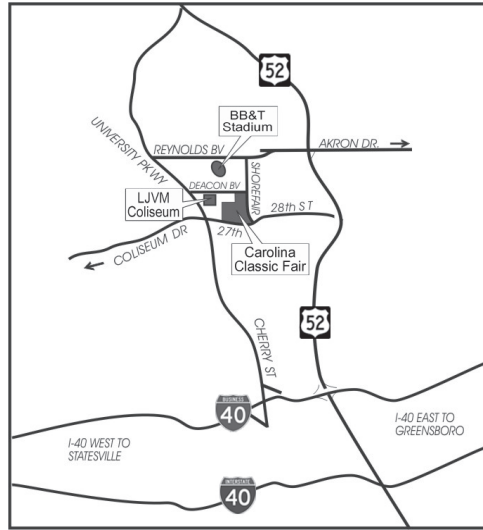 52
BB&T
Stadium
UNIVERSITY PKWY
REYNOLDS BV
AKRON DR.
DEACON BV
SHOREFAIR
LJVM
Coliseum
28th ST
27th
COLISEUM DR
Carolina
Classic Fair
52
CHERRY ST
BUSINESS
40
I-40 WEST TO
STATESVILLE
I-40 EAST TO
GREENSBORO
INTERSTATE
40